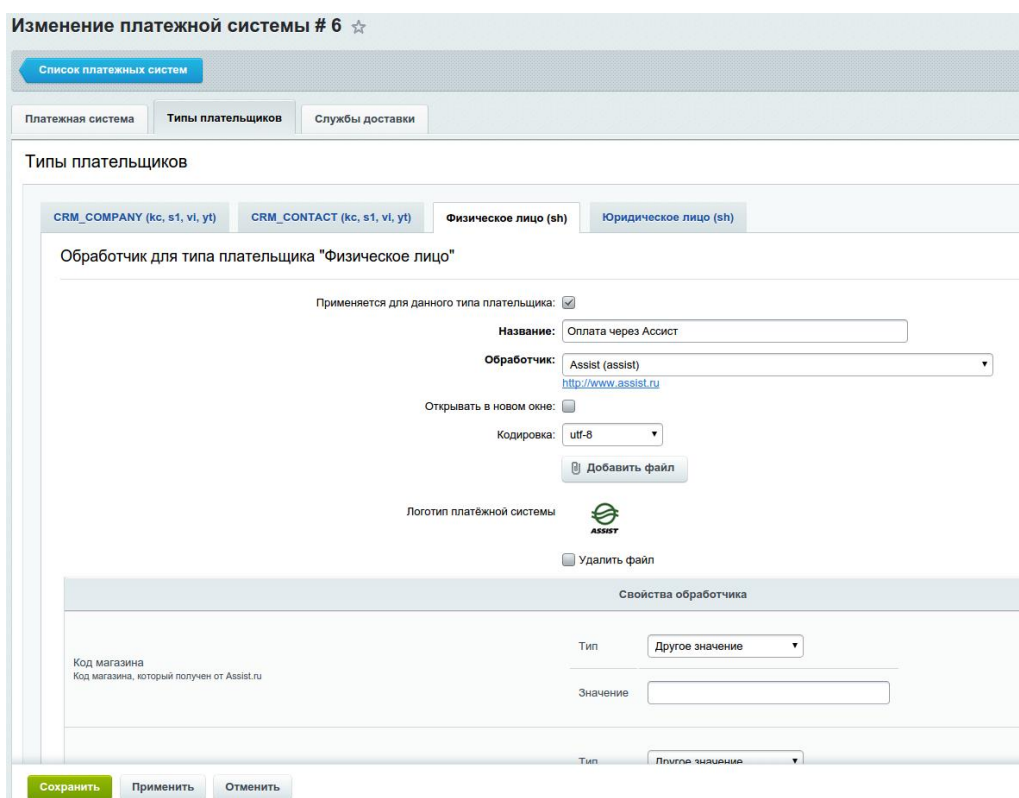 Изменение платежной системы # 6
Список платежных систем
Платежная система Типы плательщиков Службы доставки
Типы плательщиков
CRM_COMPANY (kc, s1, vi, yt) CRM_CONTACT (kc, s1, vi, yt) Физическое лицо (sh) Юридическое лицо (sh)
Обработчик для типа плательщика "Физическое лицо"
Применяется для данного типа плательщика:
Название: Оплата через Ассист
Обработчик: Assist (assist)
http://www.assist.ru
Открывать в новом окне:
Кодировка: utf-8
Добавить файл
Логотип платёжной системы
ASSIST
Удалить файл
Свойства обработчика
Тип Другое значение
Код магазина
Код магазина, который получен от Assist.ru
Значение
Тип Другое значение
Сохранить Применить Отменить